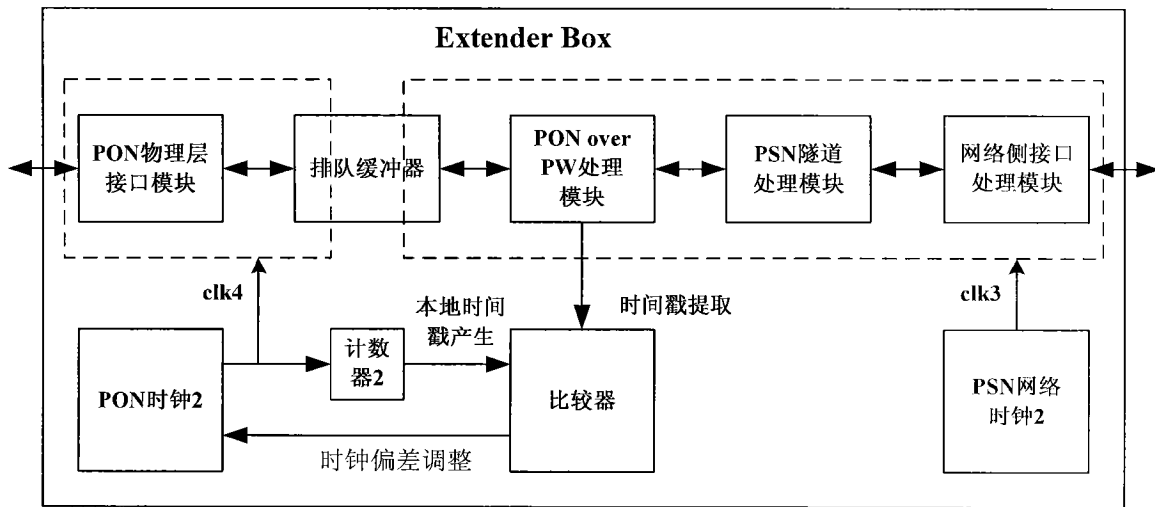 Extender Box
PON物理层
接口模块
排队缓冲器
PON over
PW处理
模块
PSN隧道
处理模块
网络侧接口
处理模块
clk4
本地时间
戳产生
时间戳提取
clk3
PON时钟2
计数
器2
比较器
PSN网络
时钟2
时钟偏差调整